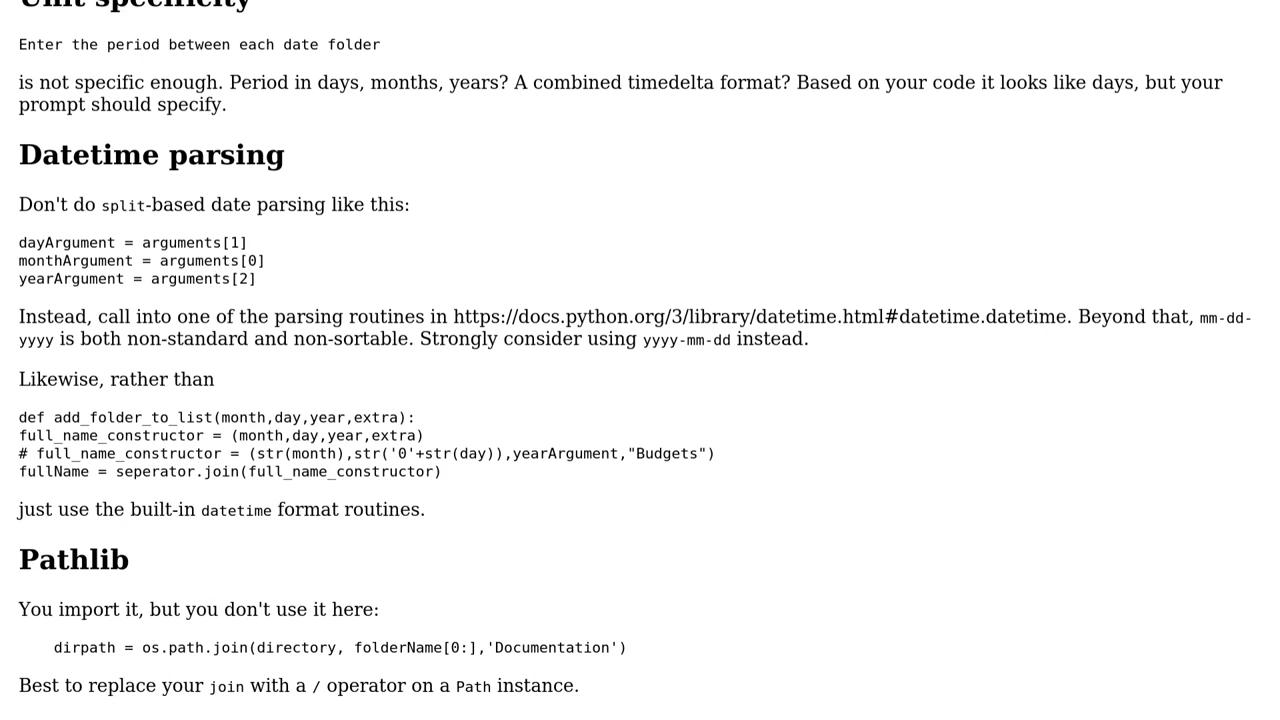 Unit specificity
Enter the period between each date folder
is not specific enough. Period in days, months, years? A combined timedelta format? Based on your code it looks like days, but your
prompt should specify.
Datetime parsing
Don't do split-based date parsing like this:
dayArgument = arguments[1]
monthArgument = arguments[0]
yearArgument = arguments[2]
Instead, call into one of the parsing routines in https://docs.python.org/3/library/datetime.html#datetime.datetime. Beyond that, mm-dd-
yyyy is both non-standard and non-sortable. Strongly consider using yyyy-mm-dd instead.
Likewise, rather than
def add_folder_to_list(month,day,year,extra):
full_name_constructor = (month,day,year,extra)
# full_name_constructor = (str(month),str('0'+str(day)),yearArgument,"Budgets")
fullName = seperator.join(full_name_constructor)
just use the built-in datetime format routines.
Pathlib
You import it, but you don't use it here:
dirpath = os.path.join(directory, folderName[0:],'Documentation')
Best to replace your join with a / operator on a Path instance.